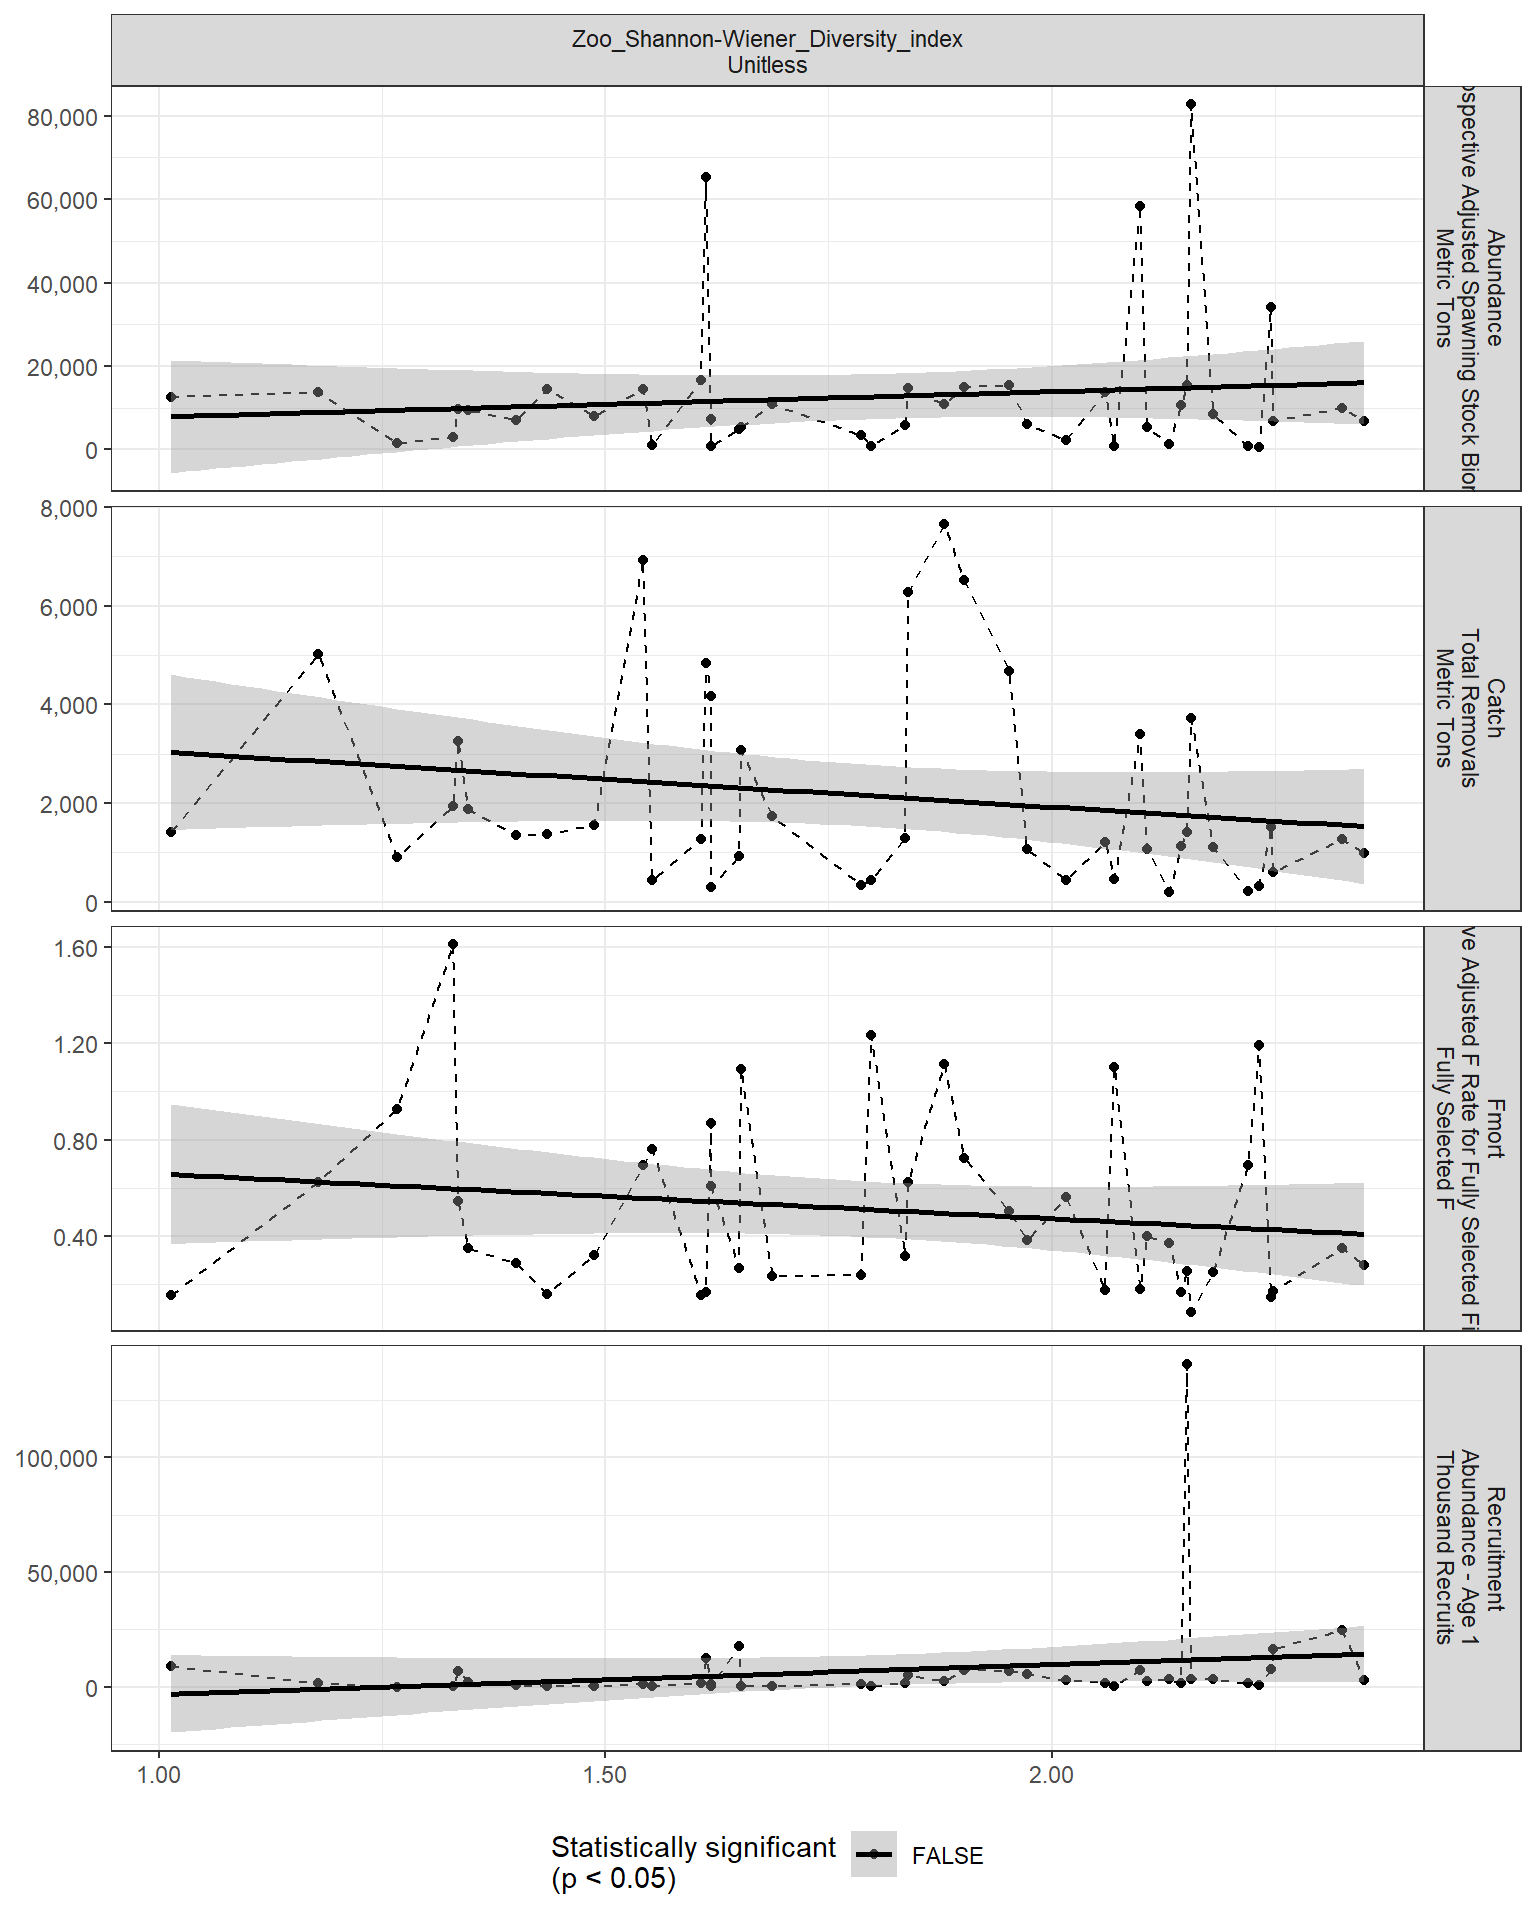 Zoo_Shannon-Wiener_Diversity_index
Unitless
80,000
60,000
40,000
20,000
0
Abundance
Adjusted Spawning Stock
Metric Tons
8,000
6,000
4,000
2,000
0
Catch
Total Removals
Metric Tons
1.60
1.20
0.80
0.40
Fmort
Adjusted F Rate for Fully Selected
Fully Selected F
100,000
50,000
0
Recruitment
Abundance - Age 1
Thousand Recruits
1.00
1.50
2.00
Statistically significant
(p < 0.05)
FALSE